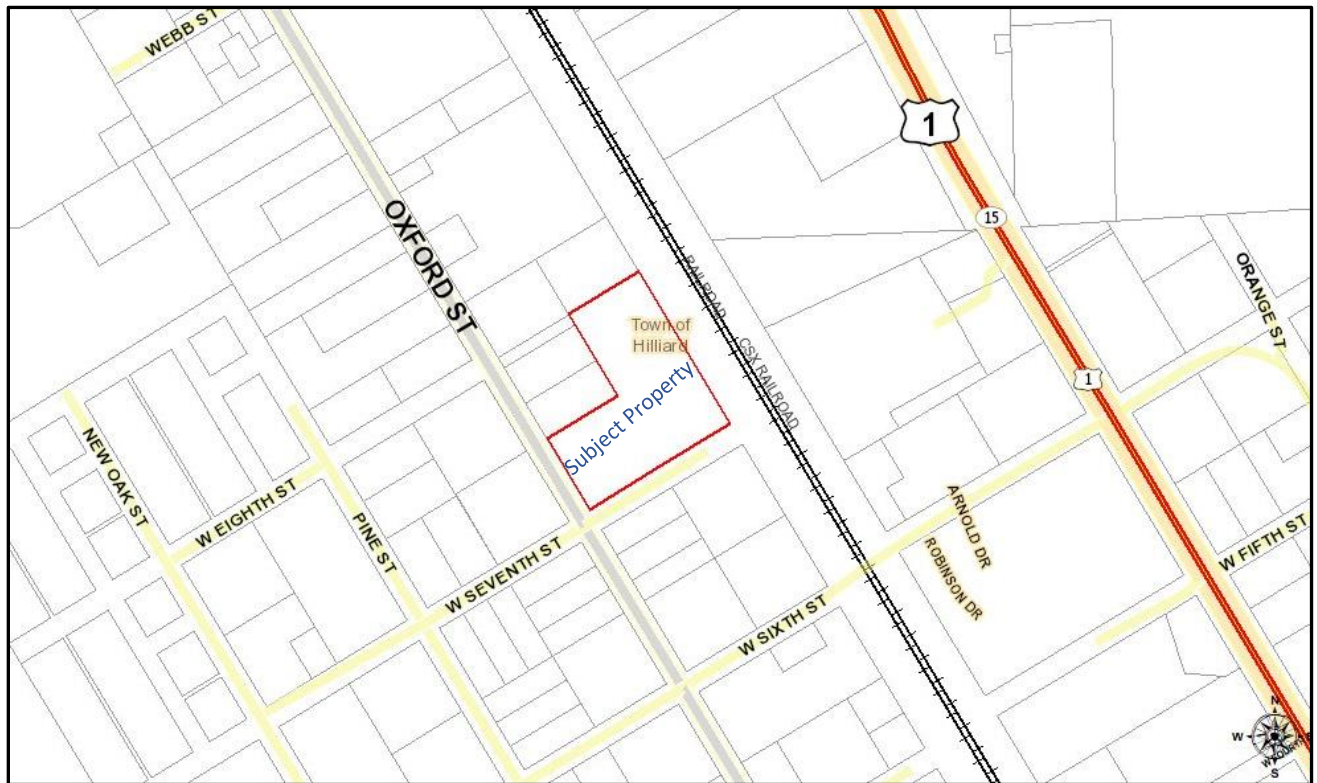 WEBB ST
1
OXFORD ST
15
RAILROAD
ORANGE ST
Town of
Hilliard
CSX RAILROAD
Subject Property
1
NEW OAK ST
W EIGHTH ST
PINE ST
W SEVENTH ST
ARNOLD DR
ROBINSON DR
W FIFTH ST
W SIXTH ST
N
W
S